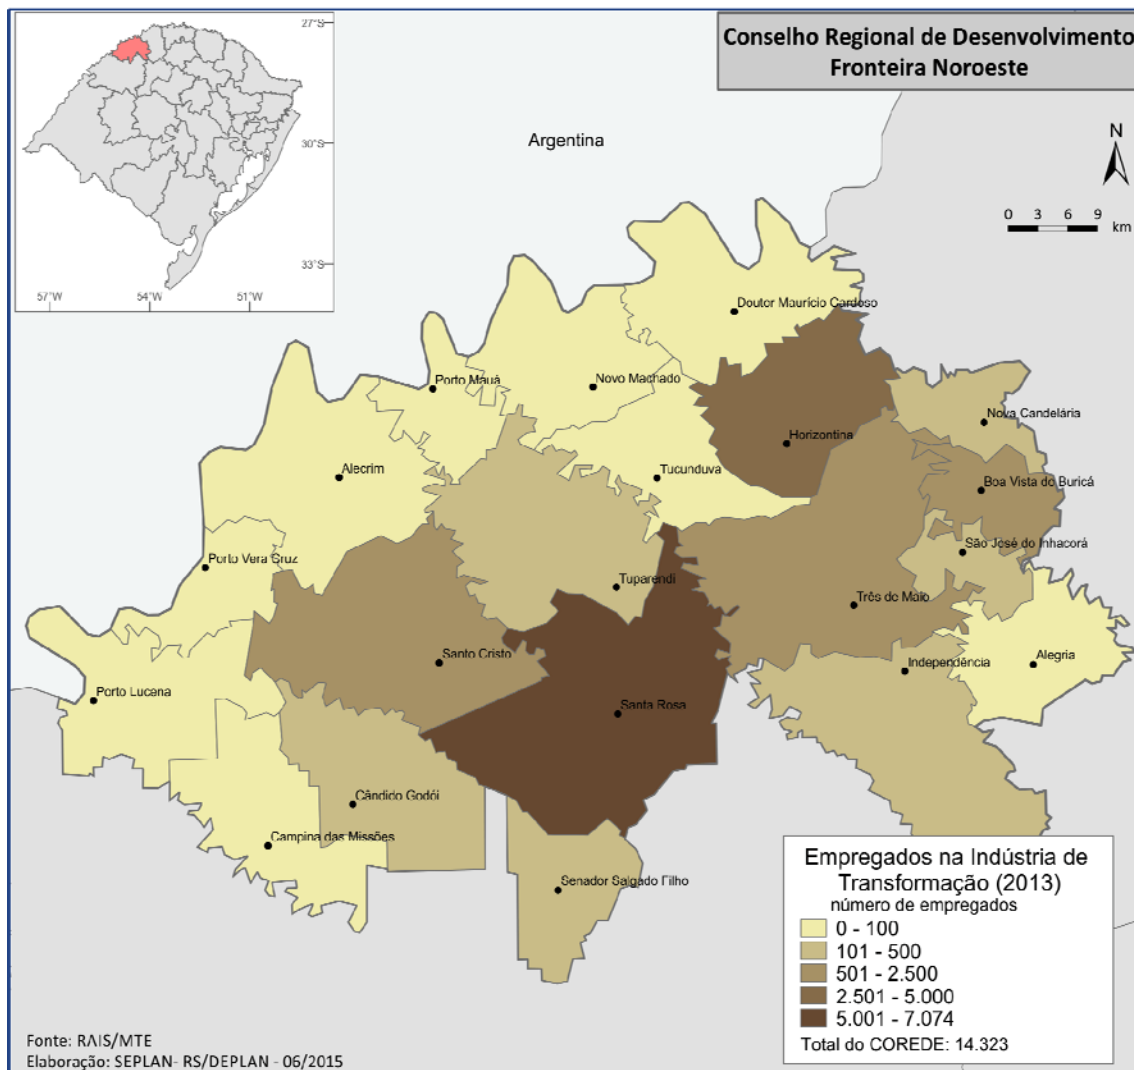 Conselho Regional de Desenvolvimento
Fronteira Noroeste
27°S
30°S
33°S
57°W
54°W
51°W
Argentina
N
0 3 6 9 km
Doutor Maurício Cardoso
Porto Mauá
Novo Machado
Nova Candelária
Horizontina
Alecrim
Tucunduva
Boa Vista do Buricá
São José do Inhacorá
Porto Vera Cruz
Tuparendi
Três de Maio
Santo Cristo
Independência
Alegria
Porto Lucena
Santa Rosa
Cândido Godói
Campina das Missões
Senador Salgado Filho
Empregados na Indústria de
Transformação (2013)
número de empregados
0 - 100
101 - 500
501 - 2.500
2.501 - 5.000
5.001 - 7.074
Total do COREDE: 14.323
Fonte: RAIS/MTE
Elaboração: SEPLAN- RS/DEPLAN - 06/2015